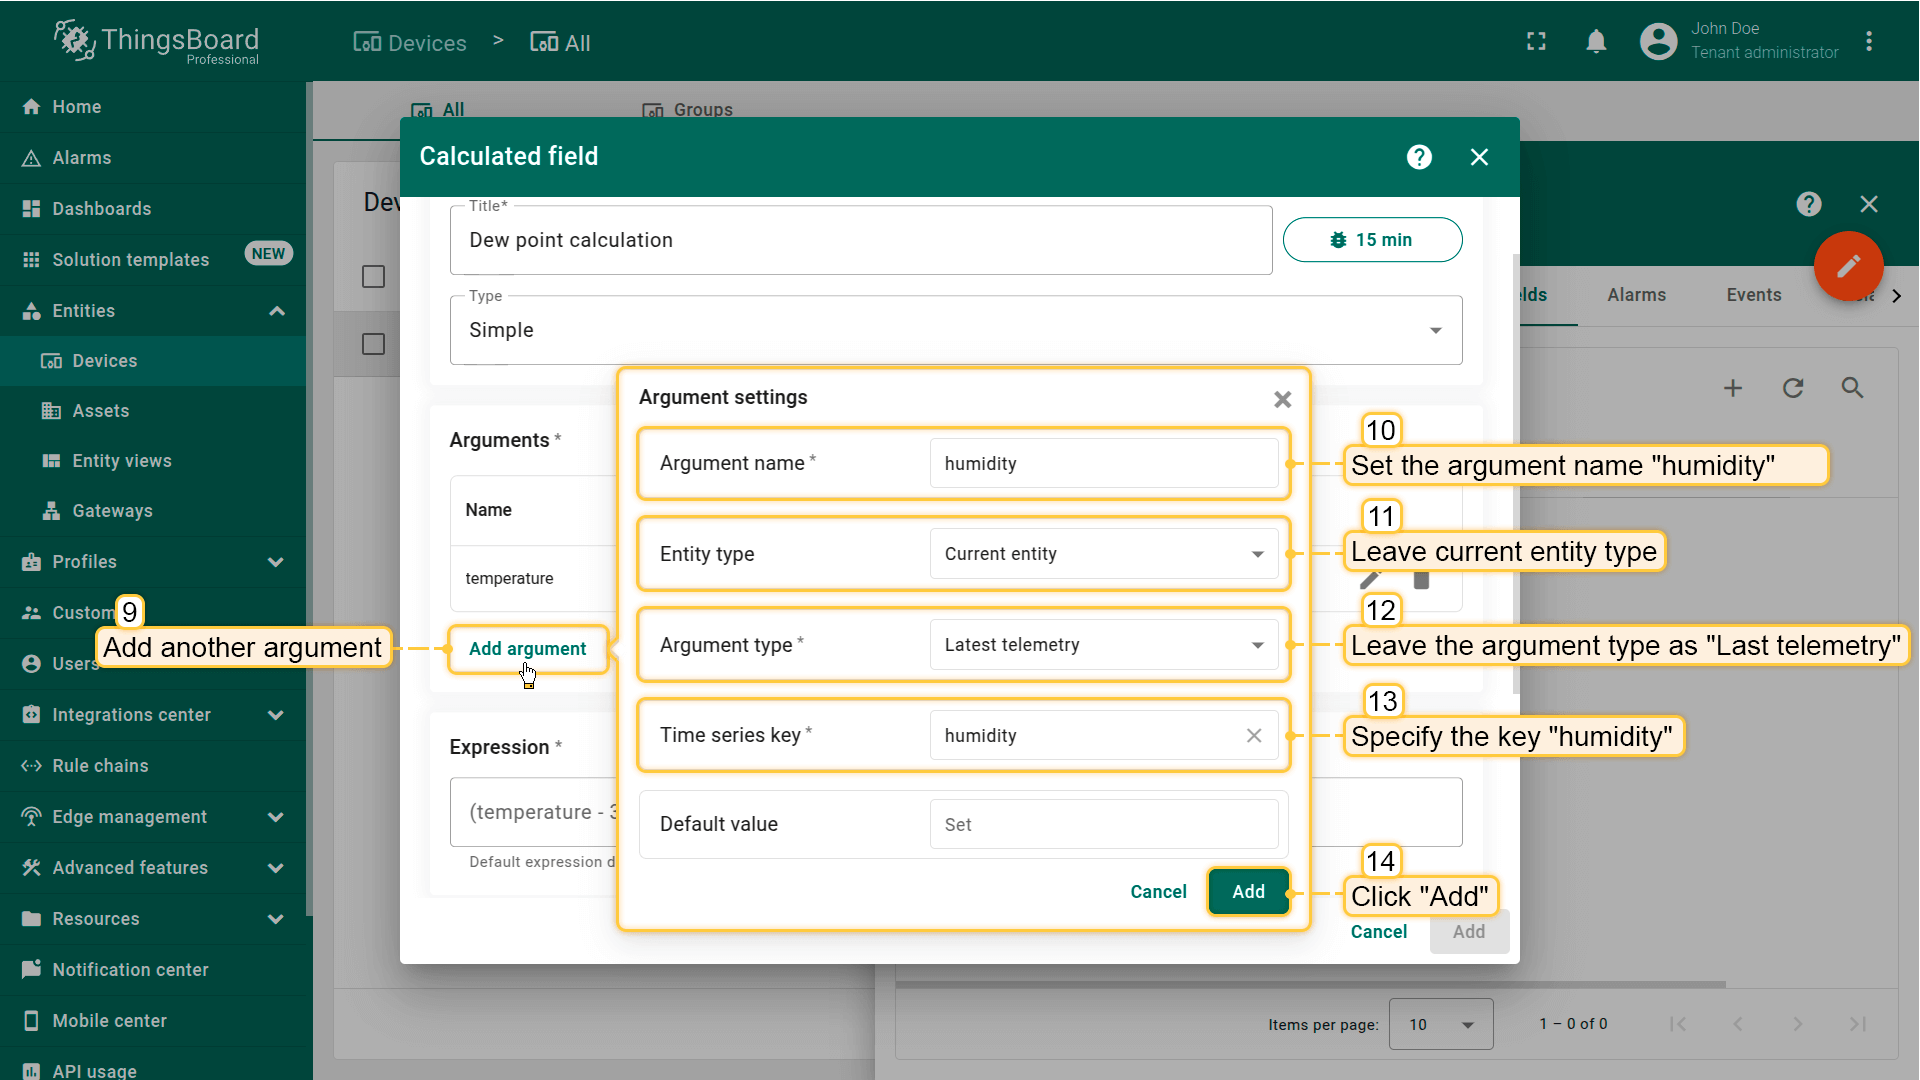 ThingsBoard
Professional
Devices > All
John Doe
Tenant administrator
Home
Alarms
Dashboards
Solution templates NEW
Entities
Devices
Assets
Entity views
Gateways
Profiles
Custom
Users
Integrations center
Rule chains
Edge management
Advanced features
Resources
Notification center
Mobile center
API usage
All
Groups
Calculated field
Title*
Dew point calculation
15 min
Type
Simple
Arguments *
Name
temperature
Add argument
Expression *
(temperature - 3
Default expression d
Cancel
Add
Argument settings
Argument name *
humidity
Entity type
Current entity
Argument type *
Latest telemetry
Time series key *
humidity
Default value
Set
Cancel
Add
9
Add another argument
10
Set the argument name "humidity"
11
Leave current entity type
12
Leave the argument type as "Last telemetry"
13
Specify the key "humidity"
14
Click "Add"
Dev
elds
Alarms
Events
Items per page:
10
1 – 0 of 0